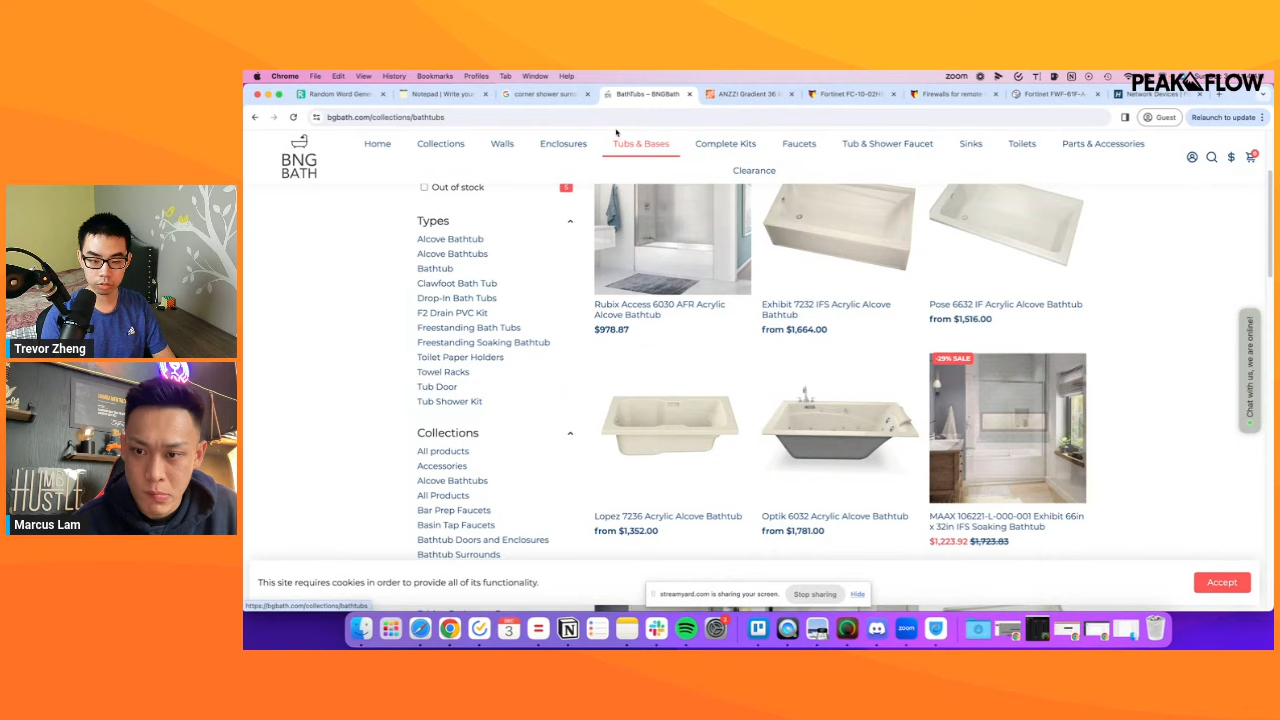 PEAK FLOW
Chrome File Edit View History Bookmarks Profiles Tab Window Help
zoom
Random Word Gene
Notepad | Write your
corner shower surro
BathTubs – BNGBath
ANZZI Gradient 36 i
Fortinet FC-10-02H
Firewalls for remote
Fortinet FWF-61F-A
Network Devices
bgbath.com/collections/bathtubs
Guest
Relaunch to update
BNG
BATH
Home Collections Walls Enclosures Tubs & Bases Complete Kits Faucets Tub & Shower Faucet Sinks Toilets Parts & Accessories
Clearance
Out of stock
5
Types
Alcove Bathtub
Alcove Bathtubs
Bathtub
Clawfoot Bath Tub
Drop-In Bath Tubs
F2 Drain PVC Kit
Freestanding Bath Tubs
Freestanding Soaking Bathtub
Toilet Paper Holders
Towel Racks
Tub Door
Tub Shower Kit
Collections
All products
Accessories
Alcove Bathtubs
All Products
Bar Prep Faucets
Basin Tap Faucets
Bathtub Doors and Enclosures
Bathtub Surrounds
Rubix Access 6030 AFR Acrylic
Alcove Bathtub
$978.87
Exhibit 7232 IFS Acrylic Alcove
Bathtub
from $1,664.00
Pose 6632 IF Acrylic Alcove Bathtub
from $1,516.00
Lopez 7236 Acrylic Alcove Bathtub
from $1,352.00
Optik 6032 Acrylic Alcove Bathtub
from $1,781.00
-29% SALE
MAAX 106221-L-000-001 Exhibit 66in
x 32in IFS Soaking Bathtub
$1,223.92 $1,723.83
Chat with us, we are online!
This site requires cookies in order to provide all of its functionality.
Accept
https://bgbath.com/collections/bathtubs
streamyard.com is sharing your screen.
Stop sharing
Hide
DEC
3
Trevor Zheng
HUSTLE
Marcus Lam